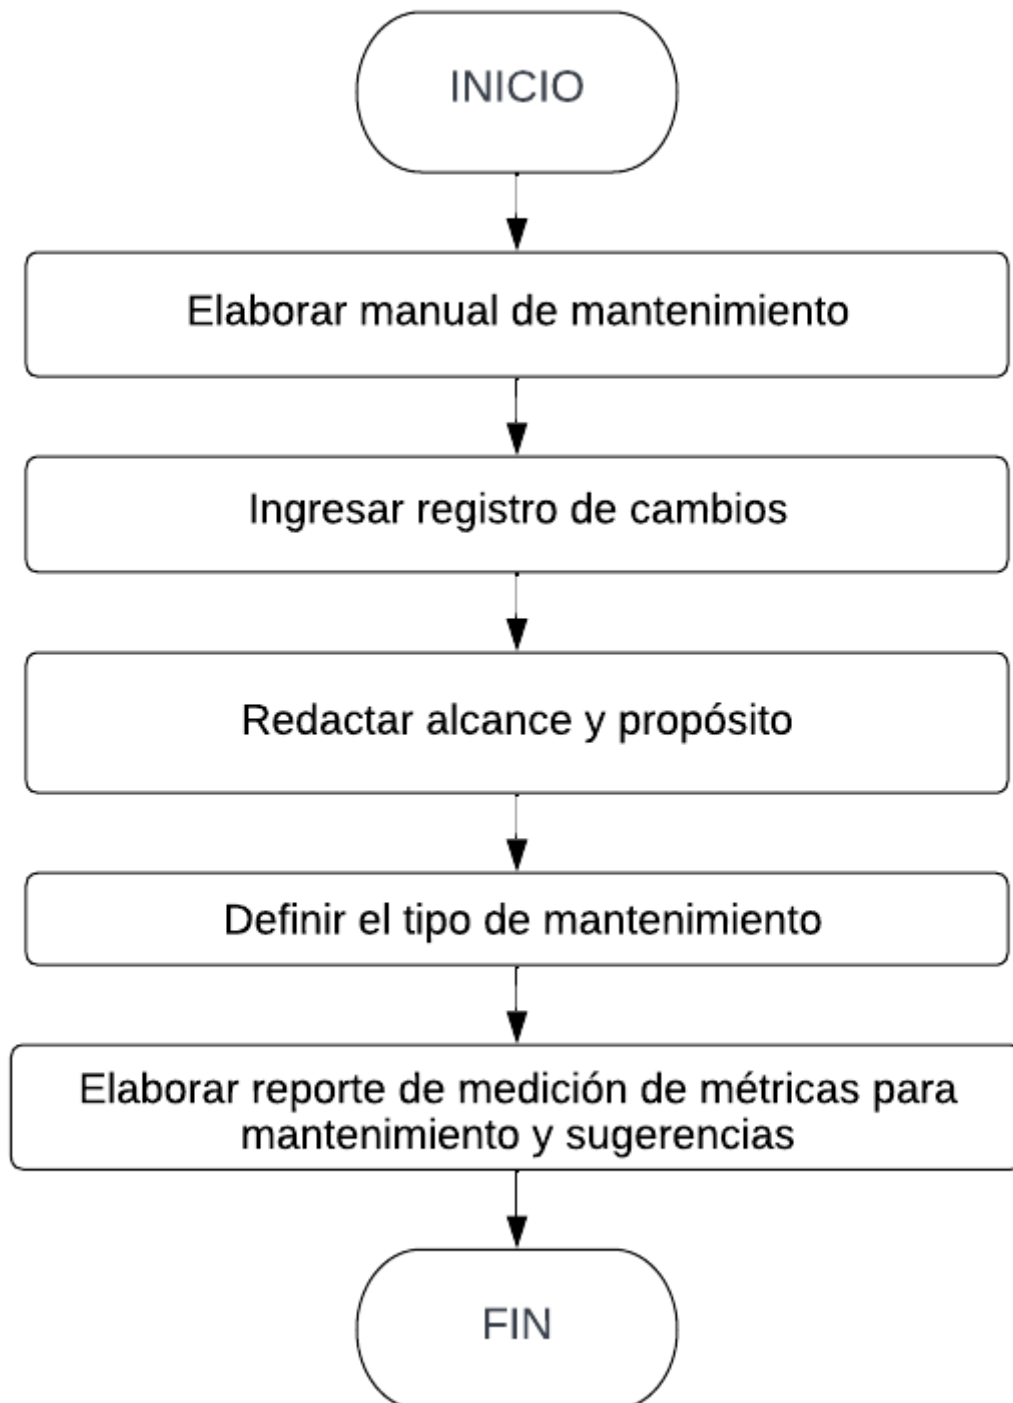 INICIO
Elaborar manual de mantenimiento
Ingresar registro de cambios
Redactar alcance y propósito
Definir el tipo de mantenimiento
Elaborar reporte de medición de métricas para
mantenimiento y sugerencias
FIN